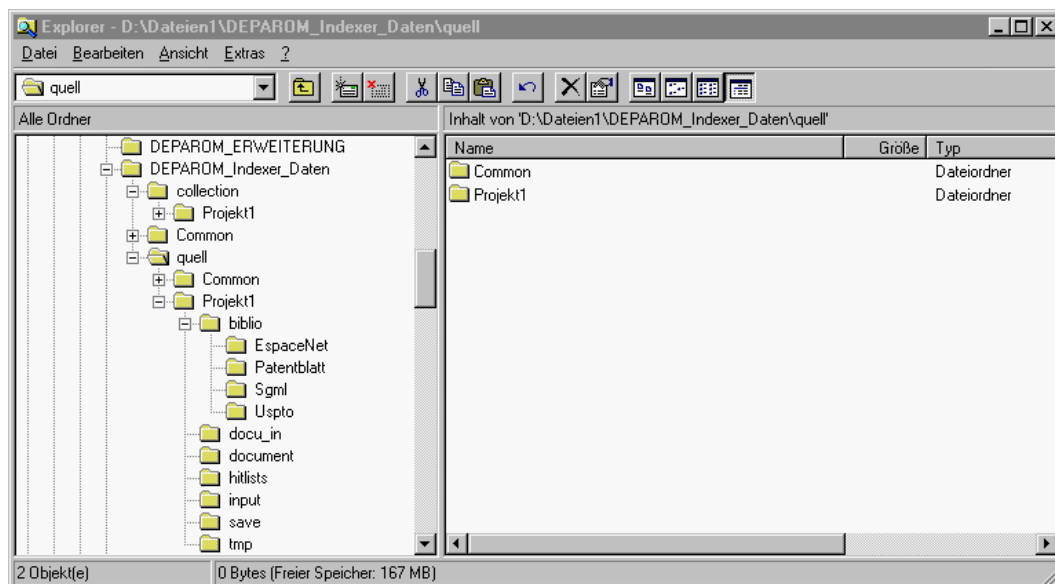 Explorer - D:\Dateien1\DEPAROM_Indexer_Daten\quell
Datei Bearbeiten Ansicht Extras ?
quell
Alle Ordner
Inhalt von 'D:\Dateien1\DEPAROM_Indexer_Daten\quell'
DEPAROM_ERWEITERUNG
DEPAROM_Indexer_Daten
collection
Projekt1
Common
quell
Common
Projekt1
biblio
EspaceNet
Patentblatt
Sgml
Uspto
docu_in
document
hitlists
input
save
tmp
Name Größe Typ
Common Dateiordner
Projekt1 Dateiordner
2 Objekt(e) 0 Bytes (Freier Speicher: 167 MB)